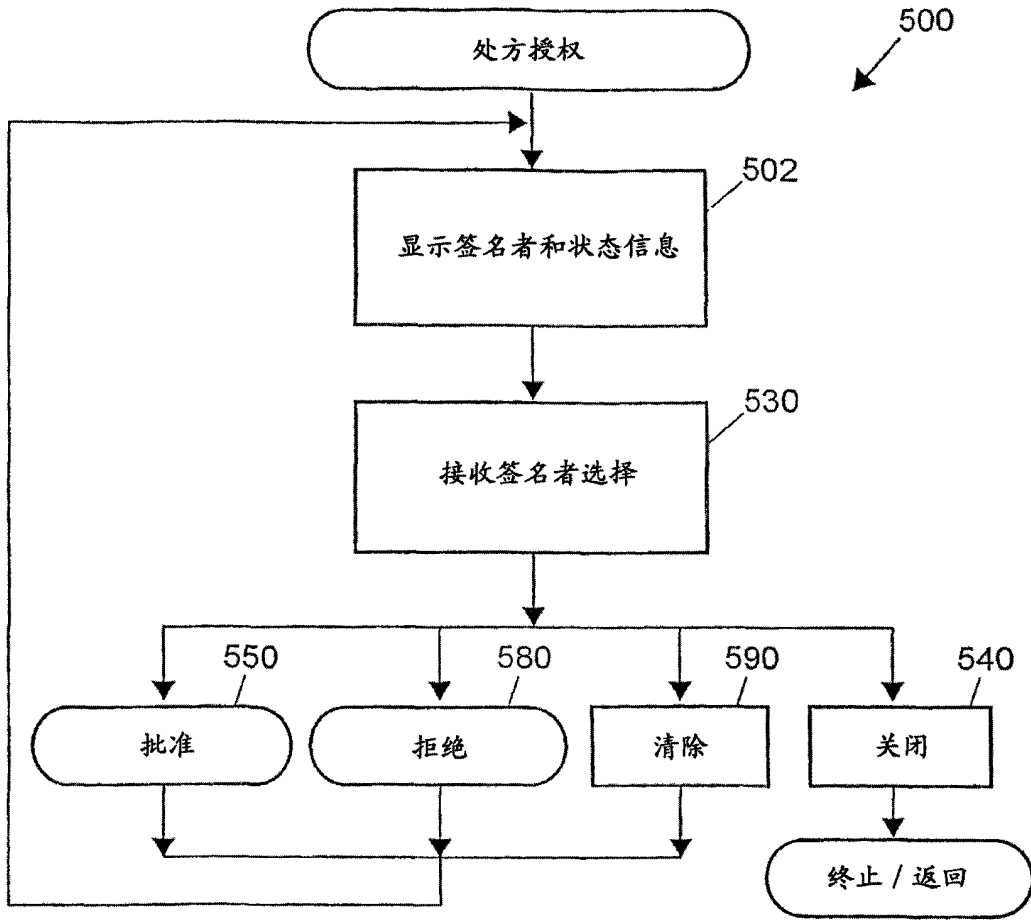 处方授权
500
502
显示签名者和状态信息
530
接收签名者选择
550
580
590
540
批准
拒绝
清除
关闭
终止 / 返回